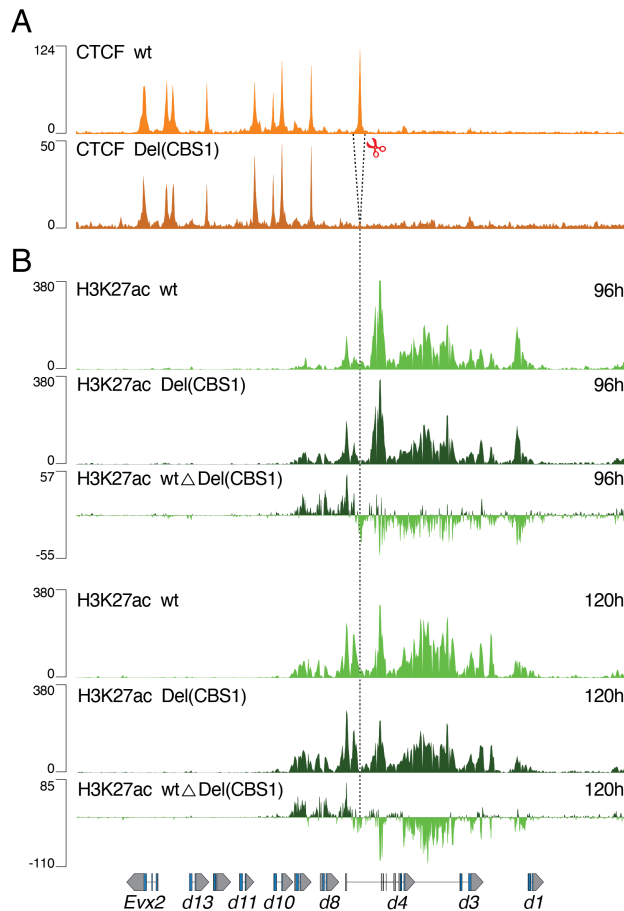 A
124
CTCF wt
0
50
CTCF Del(CBS1)
0
B
380
H3K27ac wt
96h
0
380
H3K27ac Del(CBS1)
96h
0
57
H3K27ac wt△Del(CBS1)
96h
-55
380
H3K27ac wt
120h
0
380
H3K27ac Del(CBS1)
120h
0
85
H3K27ac wt△Del(CBS1)
120h
-110
Evx2 d13 d11 d10 d8 d4 d3 d1